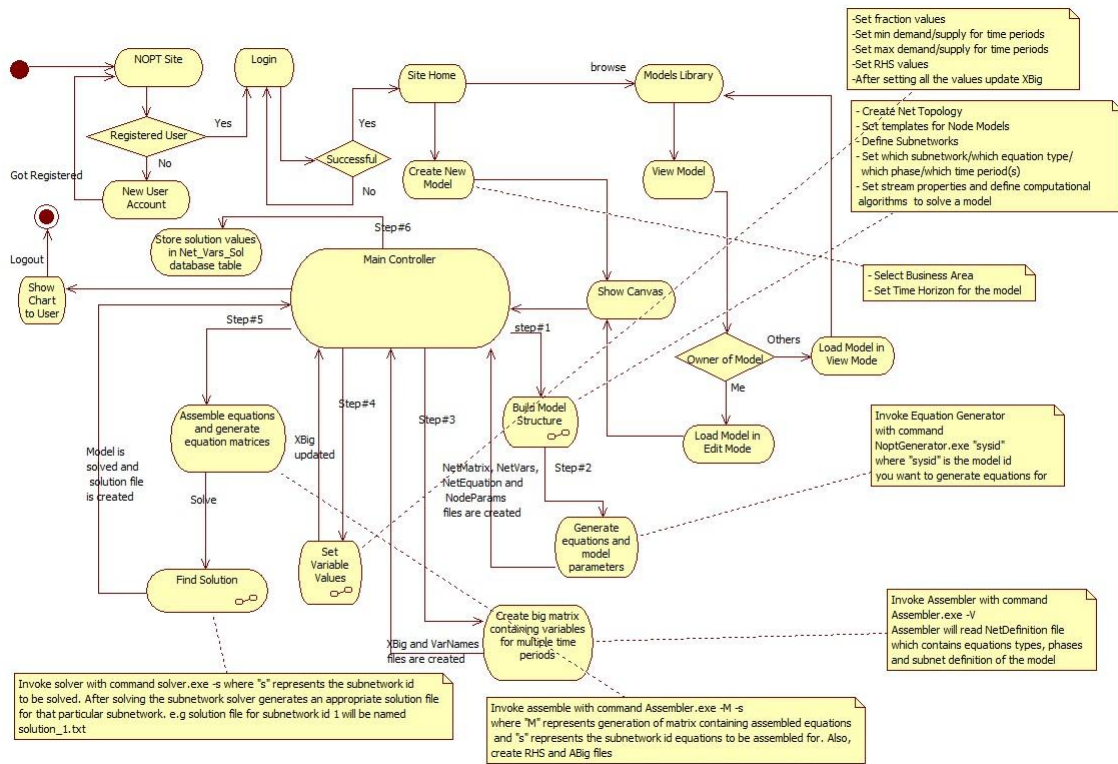 -Set fraction values
-Set min demand/supply for time periods
-Set max demand/supply for time periods
-Set RHS values
-After setting all the values update XBig
NOPT Site
Login
Site Home
browse
Models Library
Registered User
Yes
Yes
Successful
No
No
Got Registered
New User
Account
Create New
Model
View Model
- Create Net Topology
- Set templates for Node Models
- Define Subnetworks
- Set which subnetwork/which equation type/
which phase/which time period(s)
- Set stream properties and define computational
algorithms to solve a model
Step#6
Store solution values
in Net_Vars_Sol
database table
Main Controller
Logout
Show
Chart
to User
Show Canvas
- Select Business Area
- Set Time Horizon for the model
Step#5
step#1
Owner of Model
Others
Load Model in
View Mode
Me
Step#4
Step#3
Assemble equations
and generate
equation matrices
Build Model
Structure
Load Model in
Edit Mode
Invoke Equation Generator
with command
NoptGenerator.exe "sysid"
where "sysid" is the model id
you want to generate equations for
Model is
solved and
solution file
is created
XBig
updated
Step#2
NetMatrix, NetVars,
NetEquation and
NodeParams
files are created
Solve
Generate
equations and
model
parameters
Set
Variable
Values
Find Solution
Create big matrix
containing variables
for multiple time
periods
XBig and VarNames
files are created
Invoke Assembler with command
Assembler.exe -V
Assembler will read NetDefinition file
which contains equations types, phases
and subnet definition of the model
Invoke solver with command solver.exe -s where "s" represents the subnetwork id
to be solved. After solving the subnetwork solver generates an appropriate solution file
for that particular subnetwork. e.g solution file for subnetwork id 1 will be named
solution_1.txt
Invoke assemble with command Assembler.exe -M -s
where "M" represents generation of matrix containing assembled equations
and "s" represents the subnetwork id equations to be assembled for. Also,
create RHS and ABig files